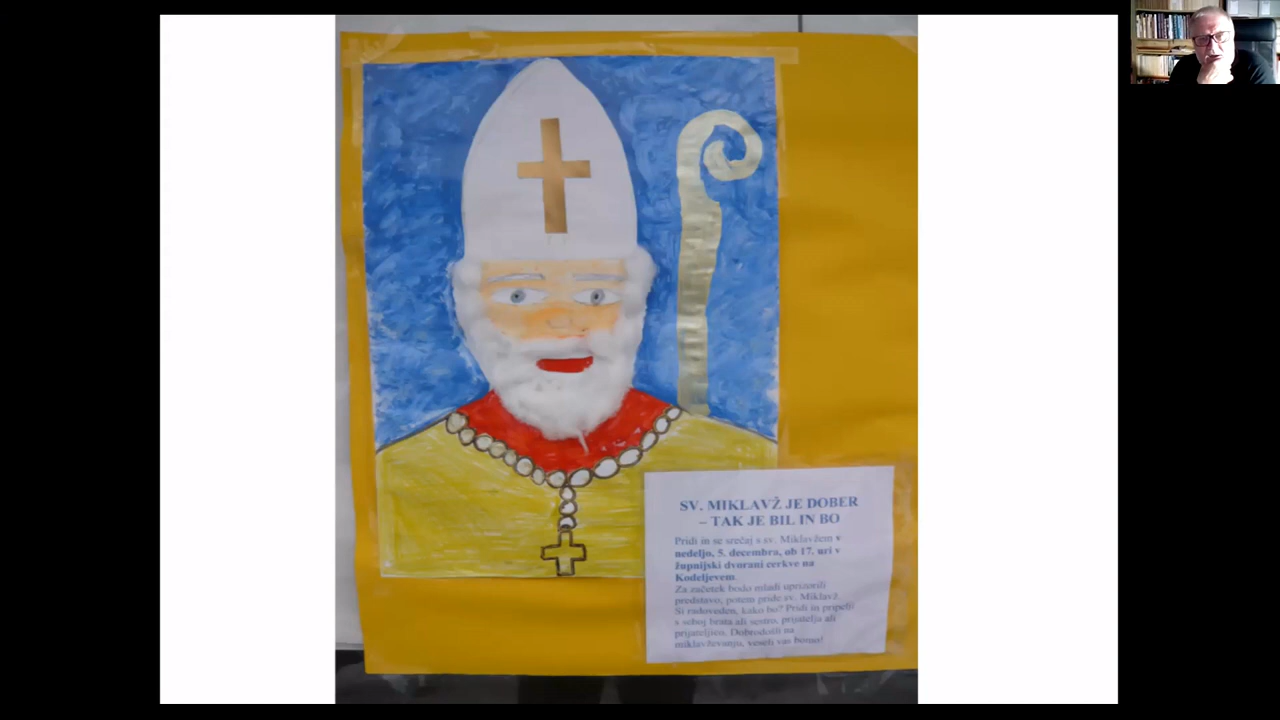 SV. MIKLAVŽ JE DOBER
– TAK JE BIL IN BO
Pridi in se srečaj s sv. Miklavžem v
nedeljo, 5. decembra, ob 17. uri v
župnijski dvorani cerkve na
Kodeljevem.
Za začetek bodo mladi uprizorili
predstavo, potem pride sv. Miklavž.
Si radoveden, kako bo? Pridi in pripelji
s seboj brata ali sestro, prijatelja ali
prijateljico. Dobrodošli na
miklavževanju, veseli vas bomo!